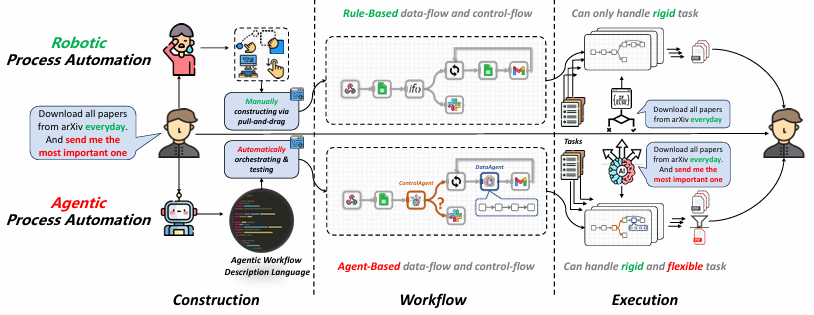 Rule-Based data-flow and control-flow
Can only handle rigid task
Robotic
Process Automation
Manually
constructing via
pull-and-drag
if
Download all papers
from arXiv everyday
Download all papers
from arXiv everyday.
And send me the
most important one
Automatically
orchestrating &
testing
Tasks
Download all papers
from arXiv everyday.
And send me the
most important one
AI
ControlAgent
DataAgent
?
Agentic
Process Automation
Agentic Workflow
Description Language
Agent-Based data-flow and control-flow
Can handle rigid and flexible task
Construction
Workflow
Execution